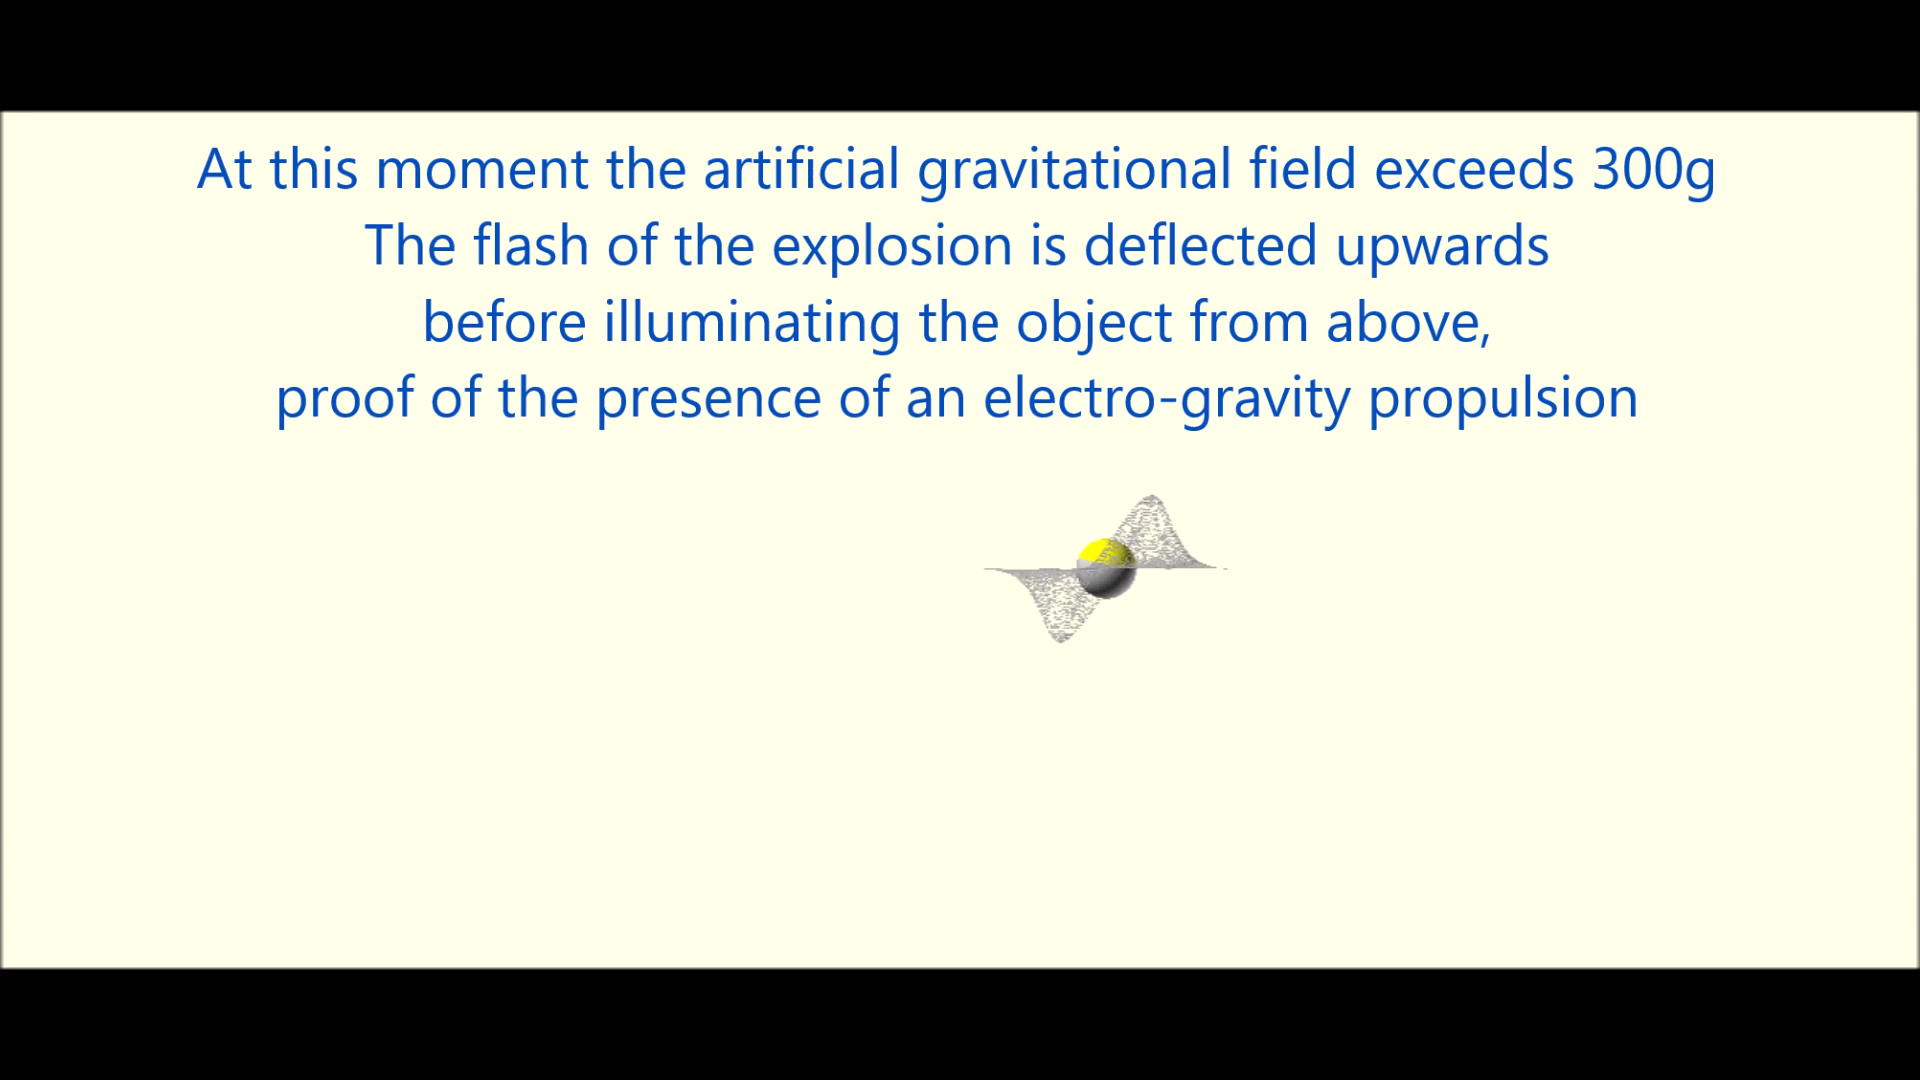 At this moment the artificial gravitational field exceeds 300g
The flash of the explosion is deflected upwards
before illuminating the object from above,
proof of the presence of an electro-gravity propulsion